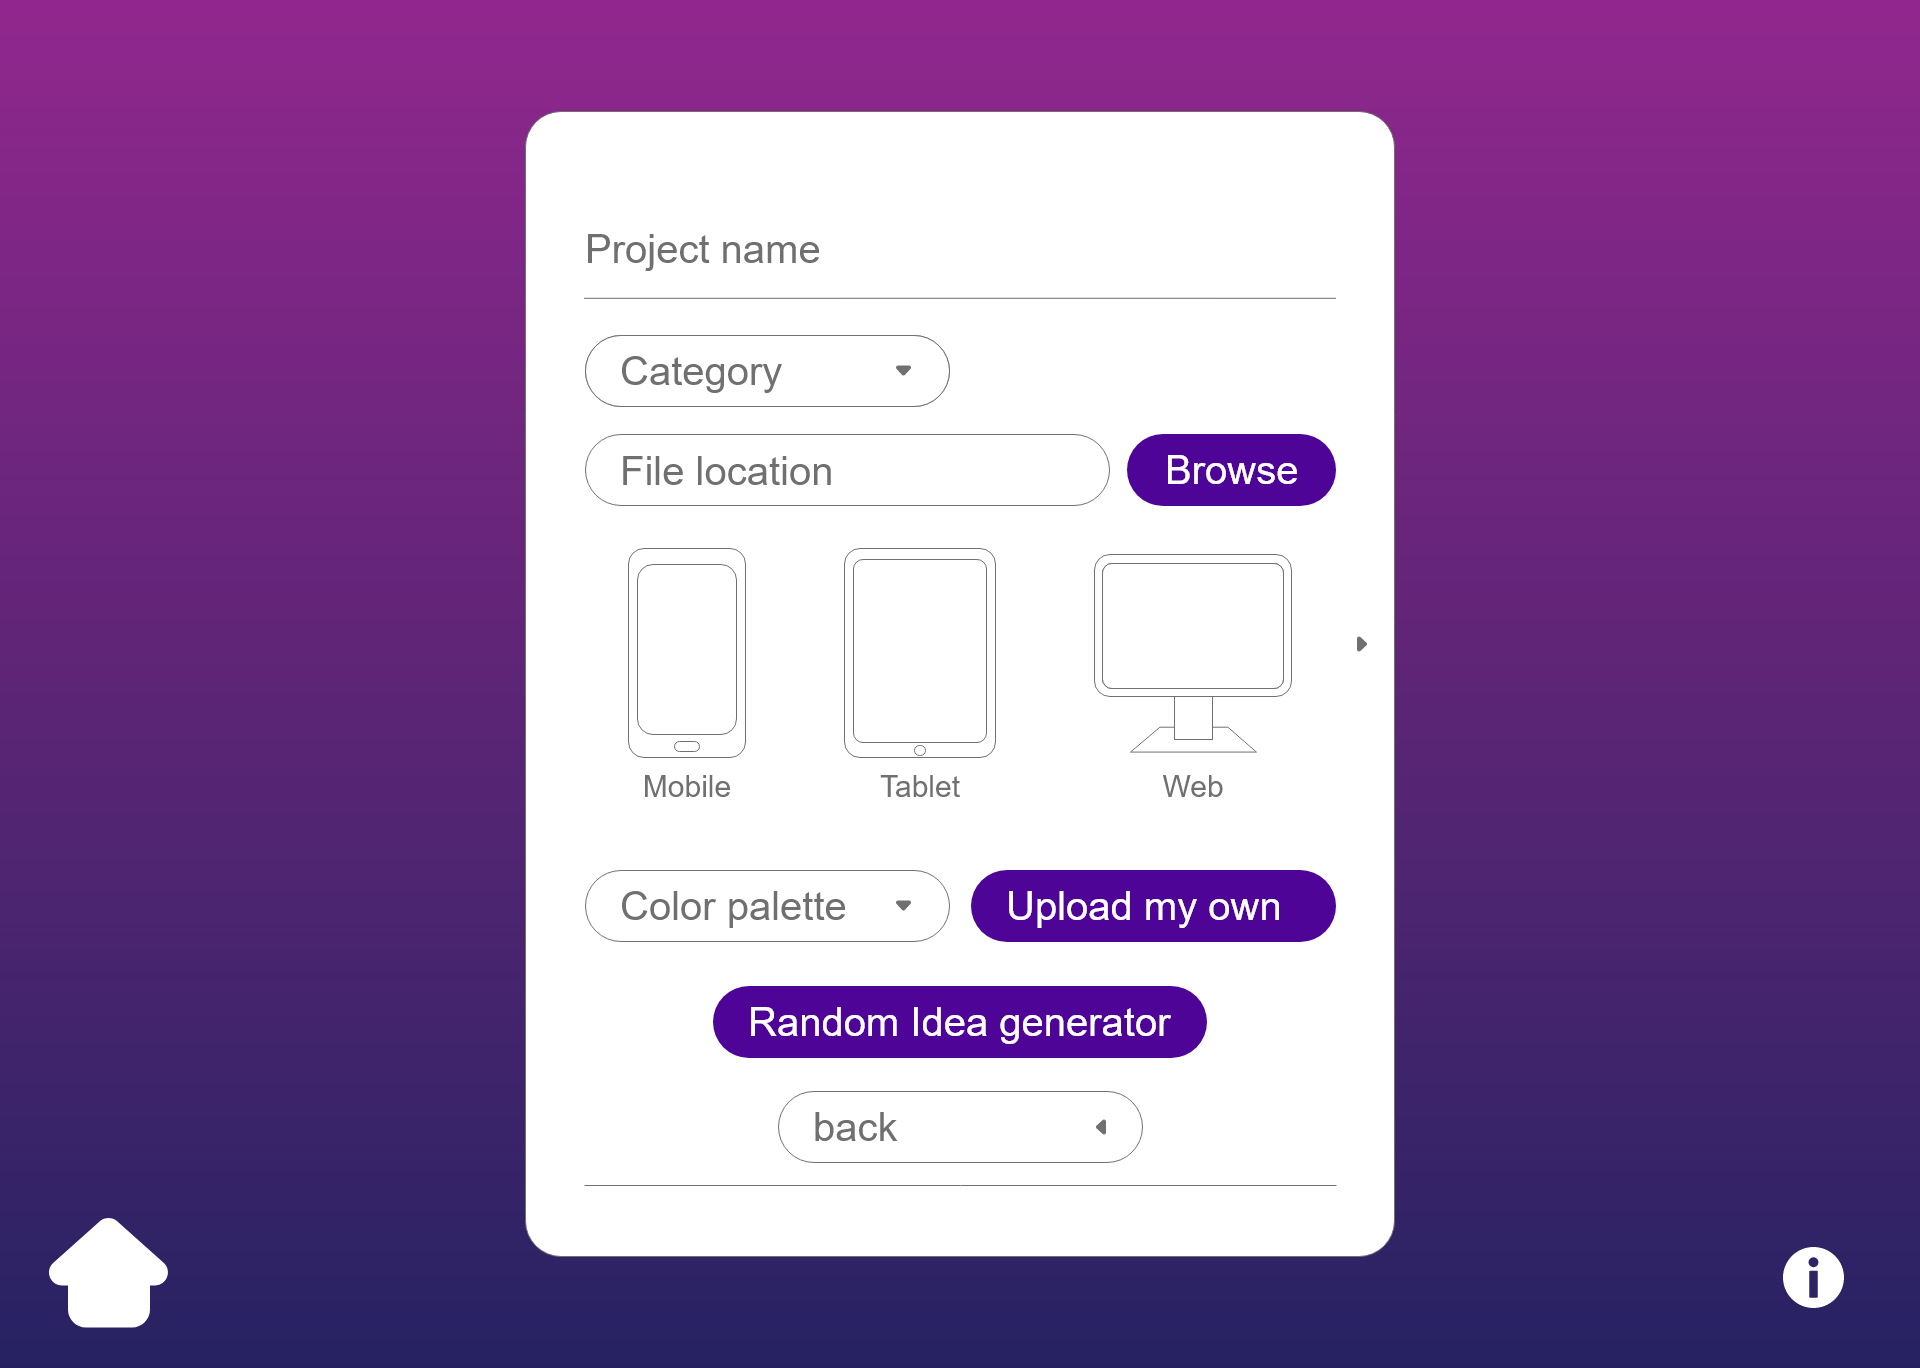 Project name
Category
File location
Browse
Mobile
Tablet
Web
Color palette
Upload my own
Random Idea generator
back